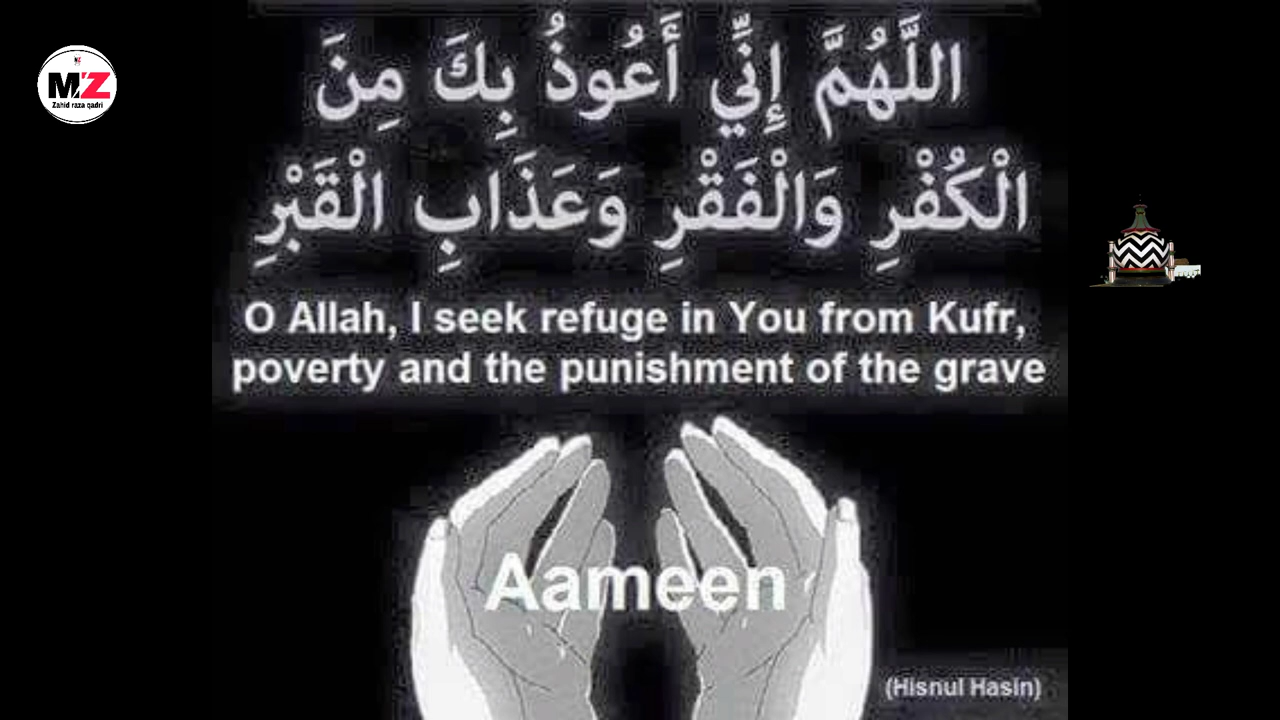 M'Z
Zahid raza qadri
اللَّهُمَّ إِنِّي أَعُوذُ بِكَ مِنَ
الْكُفْرِ وَالْفَقْرِ وَعَذَابِ الْقَبْرِ
O Allah, I seek refuge in You from Kufr,
poverty and the punishment of the grave
Aameen
(Hisnul Hasin)